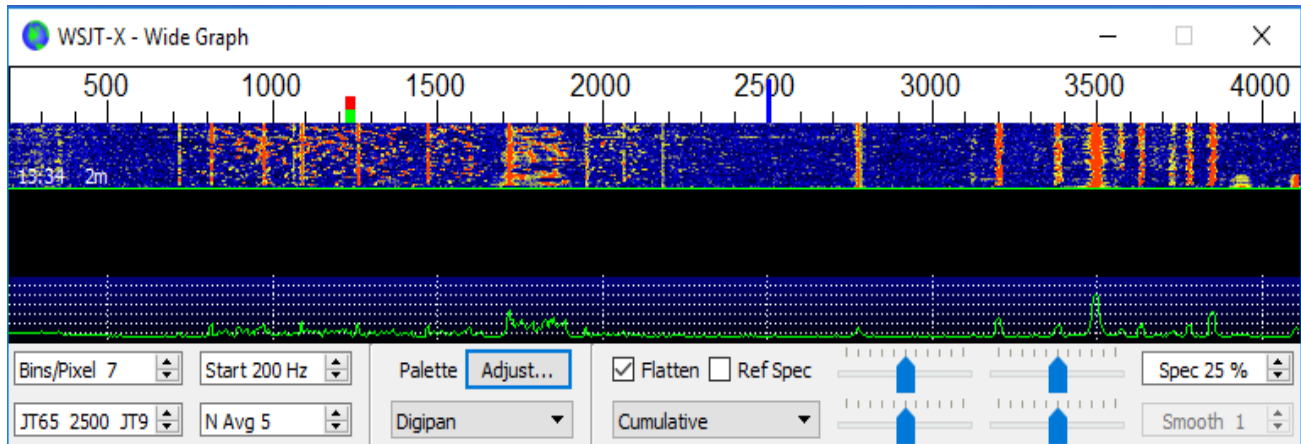 WSJT-X - Wide Graph
500 1000 1500 2000 2500 3000 3500 4000
13:34 2m
Bins/Pixel 7 Start 200 Hz Palette Adjust... Flatten Ref Spec Spec 25 %
JT65 2500 JT9 N Avg 5 Digipan Cumulative Smooth 1